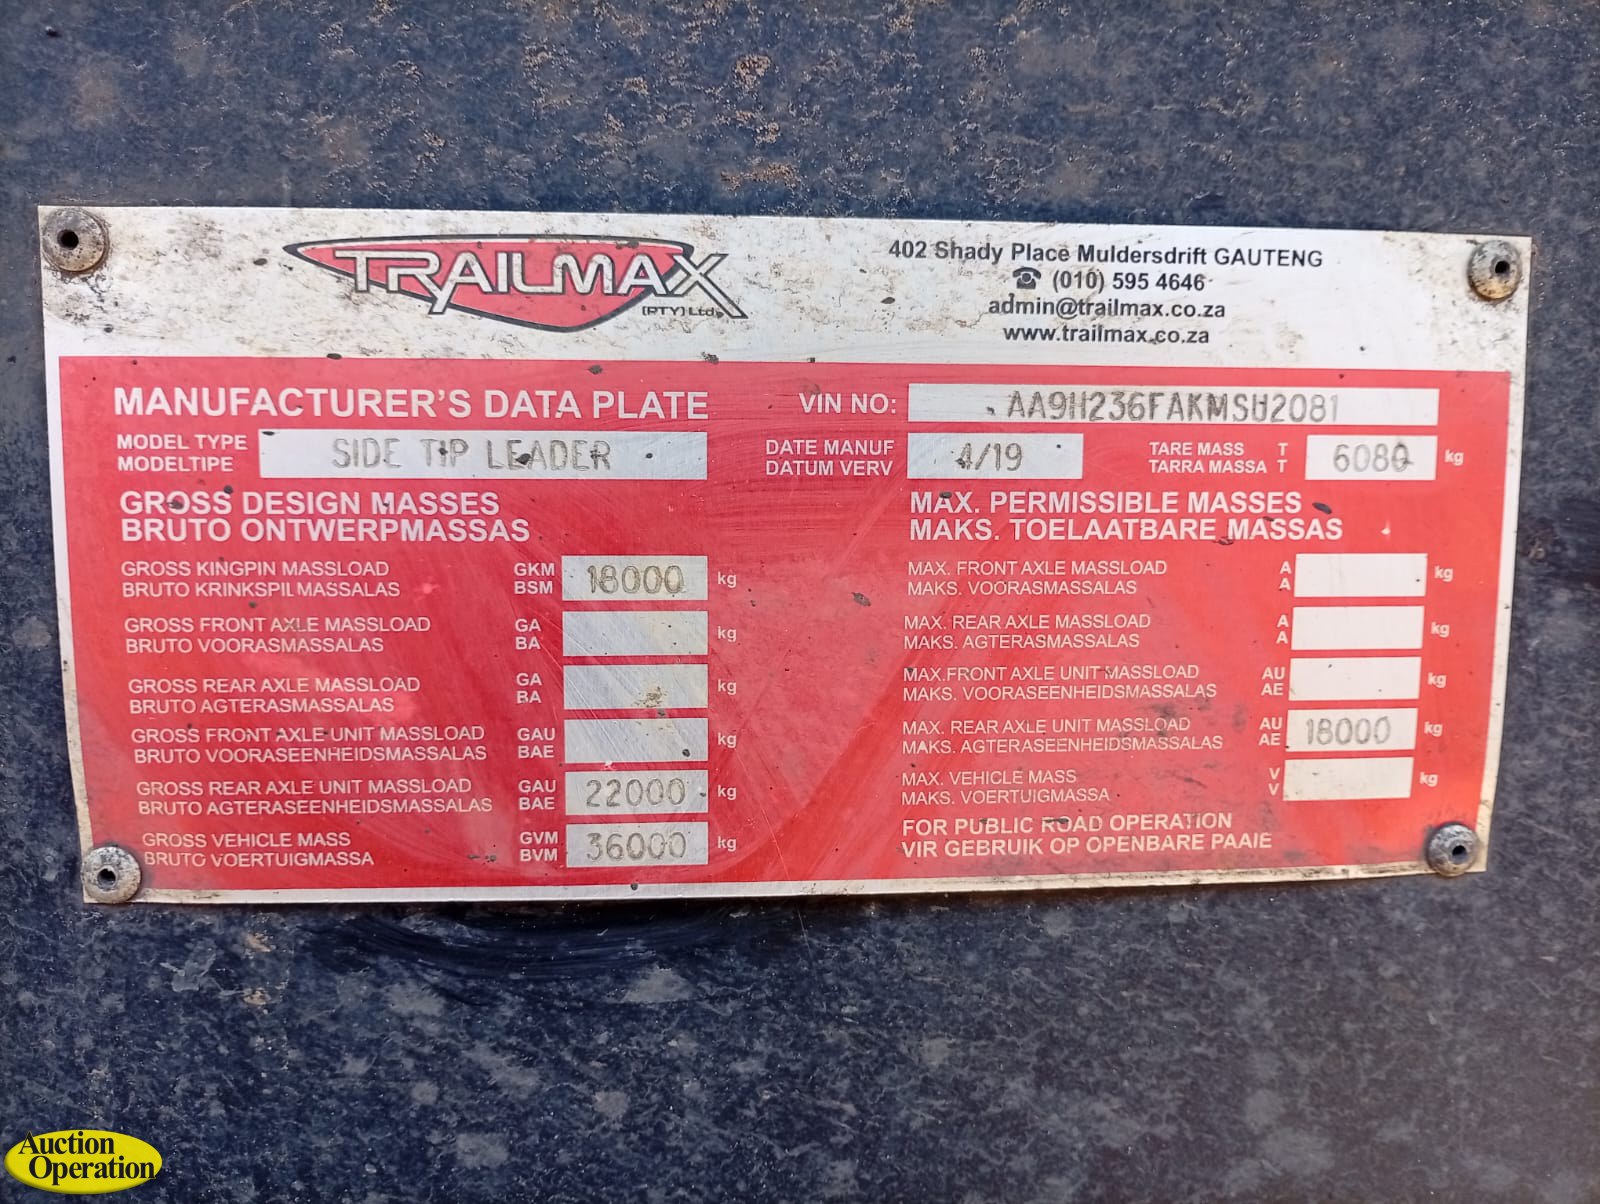 TRAILMAX
(PTY) Ltd.
402 Shady Place Muldersdrift GAUTENG
☎ (010) 595 4646
admin@trailmax.co.za
www.trailmax.co.za
MANUFACTURER'S DATA PLATE
VIN NO: AA9H236FAKMSU2081
MODEL TYPE SIDE TIP LEADER
MODELTIPE
DATE MANUF 4/19
DATUM VERV
TARE MASS T 6080 kg
TARRA MASSA T
GROSS DESIGN MASSES
BRUTO ONTWERPMASSAS
GROSS KINGPIN MASSLOAD GKM 18000 kg
BRUTO KRINKSPILMASSALAS BSM
GROSS FRONT AXLE MASSLOAD GA kg
BRUTO VOORASMASSALAS BA
GROSS REAR AXLE MASSLOAD GA kg
BRUTO AGTERASMASSALAS BA
GROSS FRONT AXLE UNIT MASSLOAD GAU kg
BRUTO VOORASEENHEIDSMASSALAS BAE
GROSS REAR AXLE UNIT MASSLOAD GAU 22000 kg
BRUTO AGTERASEENHEIDSMASSALAS BAE
GROSS VEHICLE MASS GVM 36000 kg
BRUTO VOERTUIGMASSA BVM
MAX. PERMISSIBLE MASSES
MAKS. TOELAATBARE MASSAS
MAX. FRONT AXLE MASSLOAD A kg
MAKS. VOORASMASSALAS A
MAX. REAR AXLE MASSLOAD A kg
MAKS. AGTERASMASSALAS A
MAX.FRONT AXLE UNIT MASSLOAD AU kg
MAKS. VOORASEENHEIDSMASSALAS AE
MAX. REAR AXLE UNIT MASSLOAD AU 18000 kg
MAKS. AGTERASEENHEIDSMASSALAS AE
MAX. VEHICLE MASS V kg
MAKS. VOERTUIGMASSA V
FOR PUBLIC ROAD OPERATION
VIR GEBRUIK OP OPENBARE PAAIE
Auction
Operation